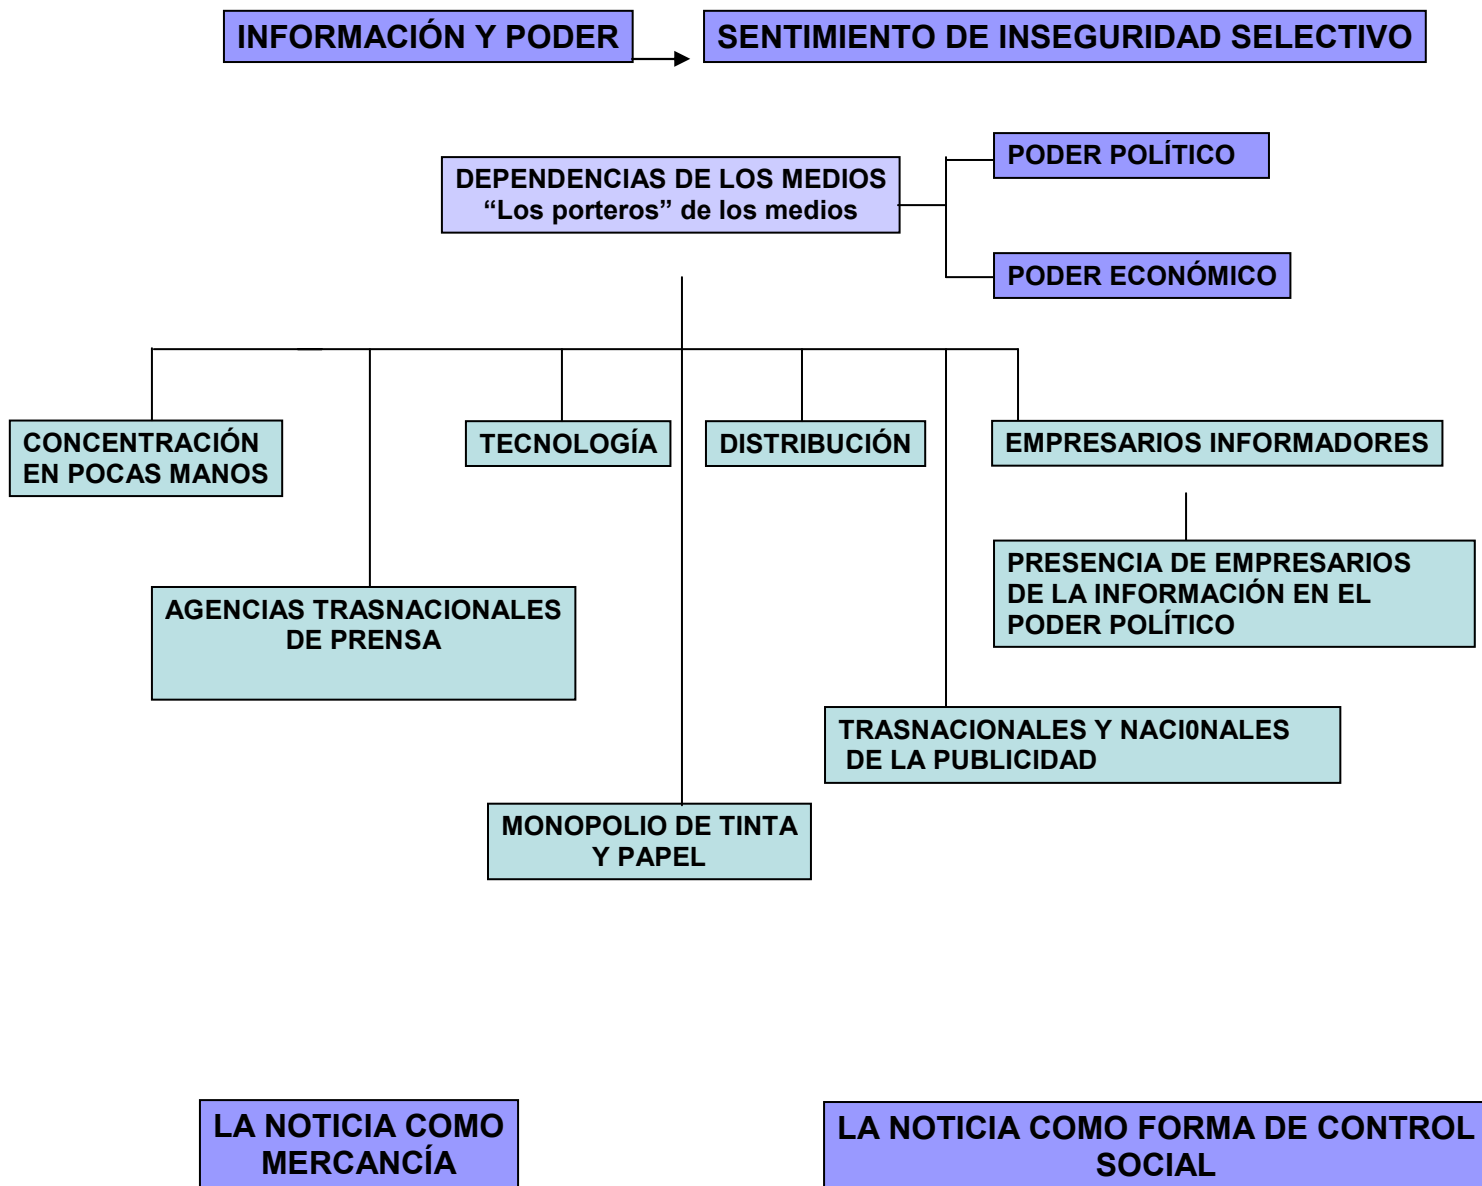 INFORMACIÓN Y PODER
SENTIMIENTO DE INSEGURIDAD SELECTIVO
PODER POLÍTICO
DEPENDENCIAS DE LOS MEDIOS
“Los porteros” de los medios
PODER ECONÓMICO
CONCENTRACIÓN
EN POCAS MANOS
TECNOLOGÍA
DISTRIBUCIÓN
EMPRESARIOS INFORMADORES
PRESENCIA DE EMPRESARIOS
DE LA INFORMACIÓN EN EL
PODER POLÍTICO
AGENCIAS TRASNACIONALES
DE PRENSA
TRASNACIONALES Y NACI0NALES
DE LA PUBLICIDAD
MONOPOLIO DE TINTA
Y PAPEL
LA NOTICIA COMO
MERCANCÍA
LA NOTICIA COMO FORMA DE CONTROL
SOCIAL